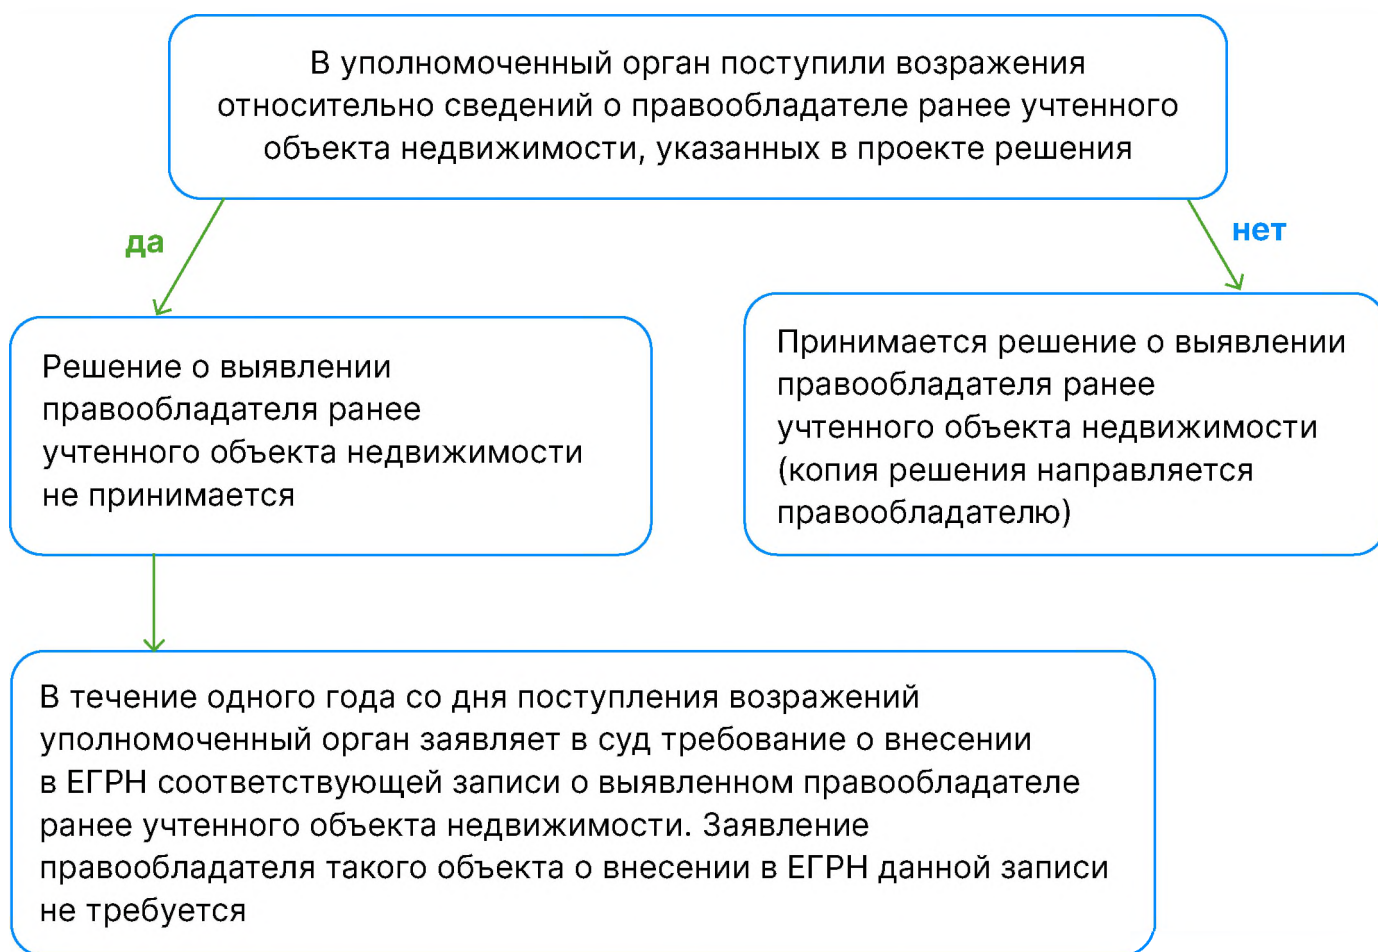 В уполномоченный орган поступили возражения
относительно сведений о правообладателе ранее учтенного
объекта недвижимости, указанных в проекте решения
да
нет
Решение о выявлении
правообладателя ранее
учтенного объекта недвижимости
не принимается
Принимается решение о выявлении
правообладателя ранее
учтенного объекта недвижимости
(копия решения направляется
правообладателю)
В течение одного года со дня поступления возражений
уполномоченный орган заявляет в суд требование о внесении
в ЕГРН соответствующей записи о выявленном правообладателе
ранее учтенного объекта недвижимости. Заявление
правообладателя такого объекта о внесении в ЕГРН данной записи
не требуется